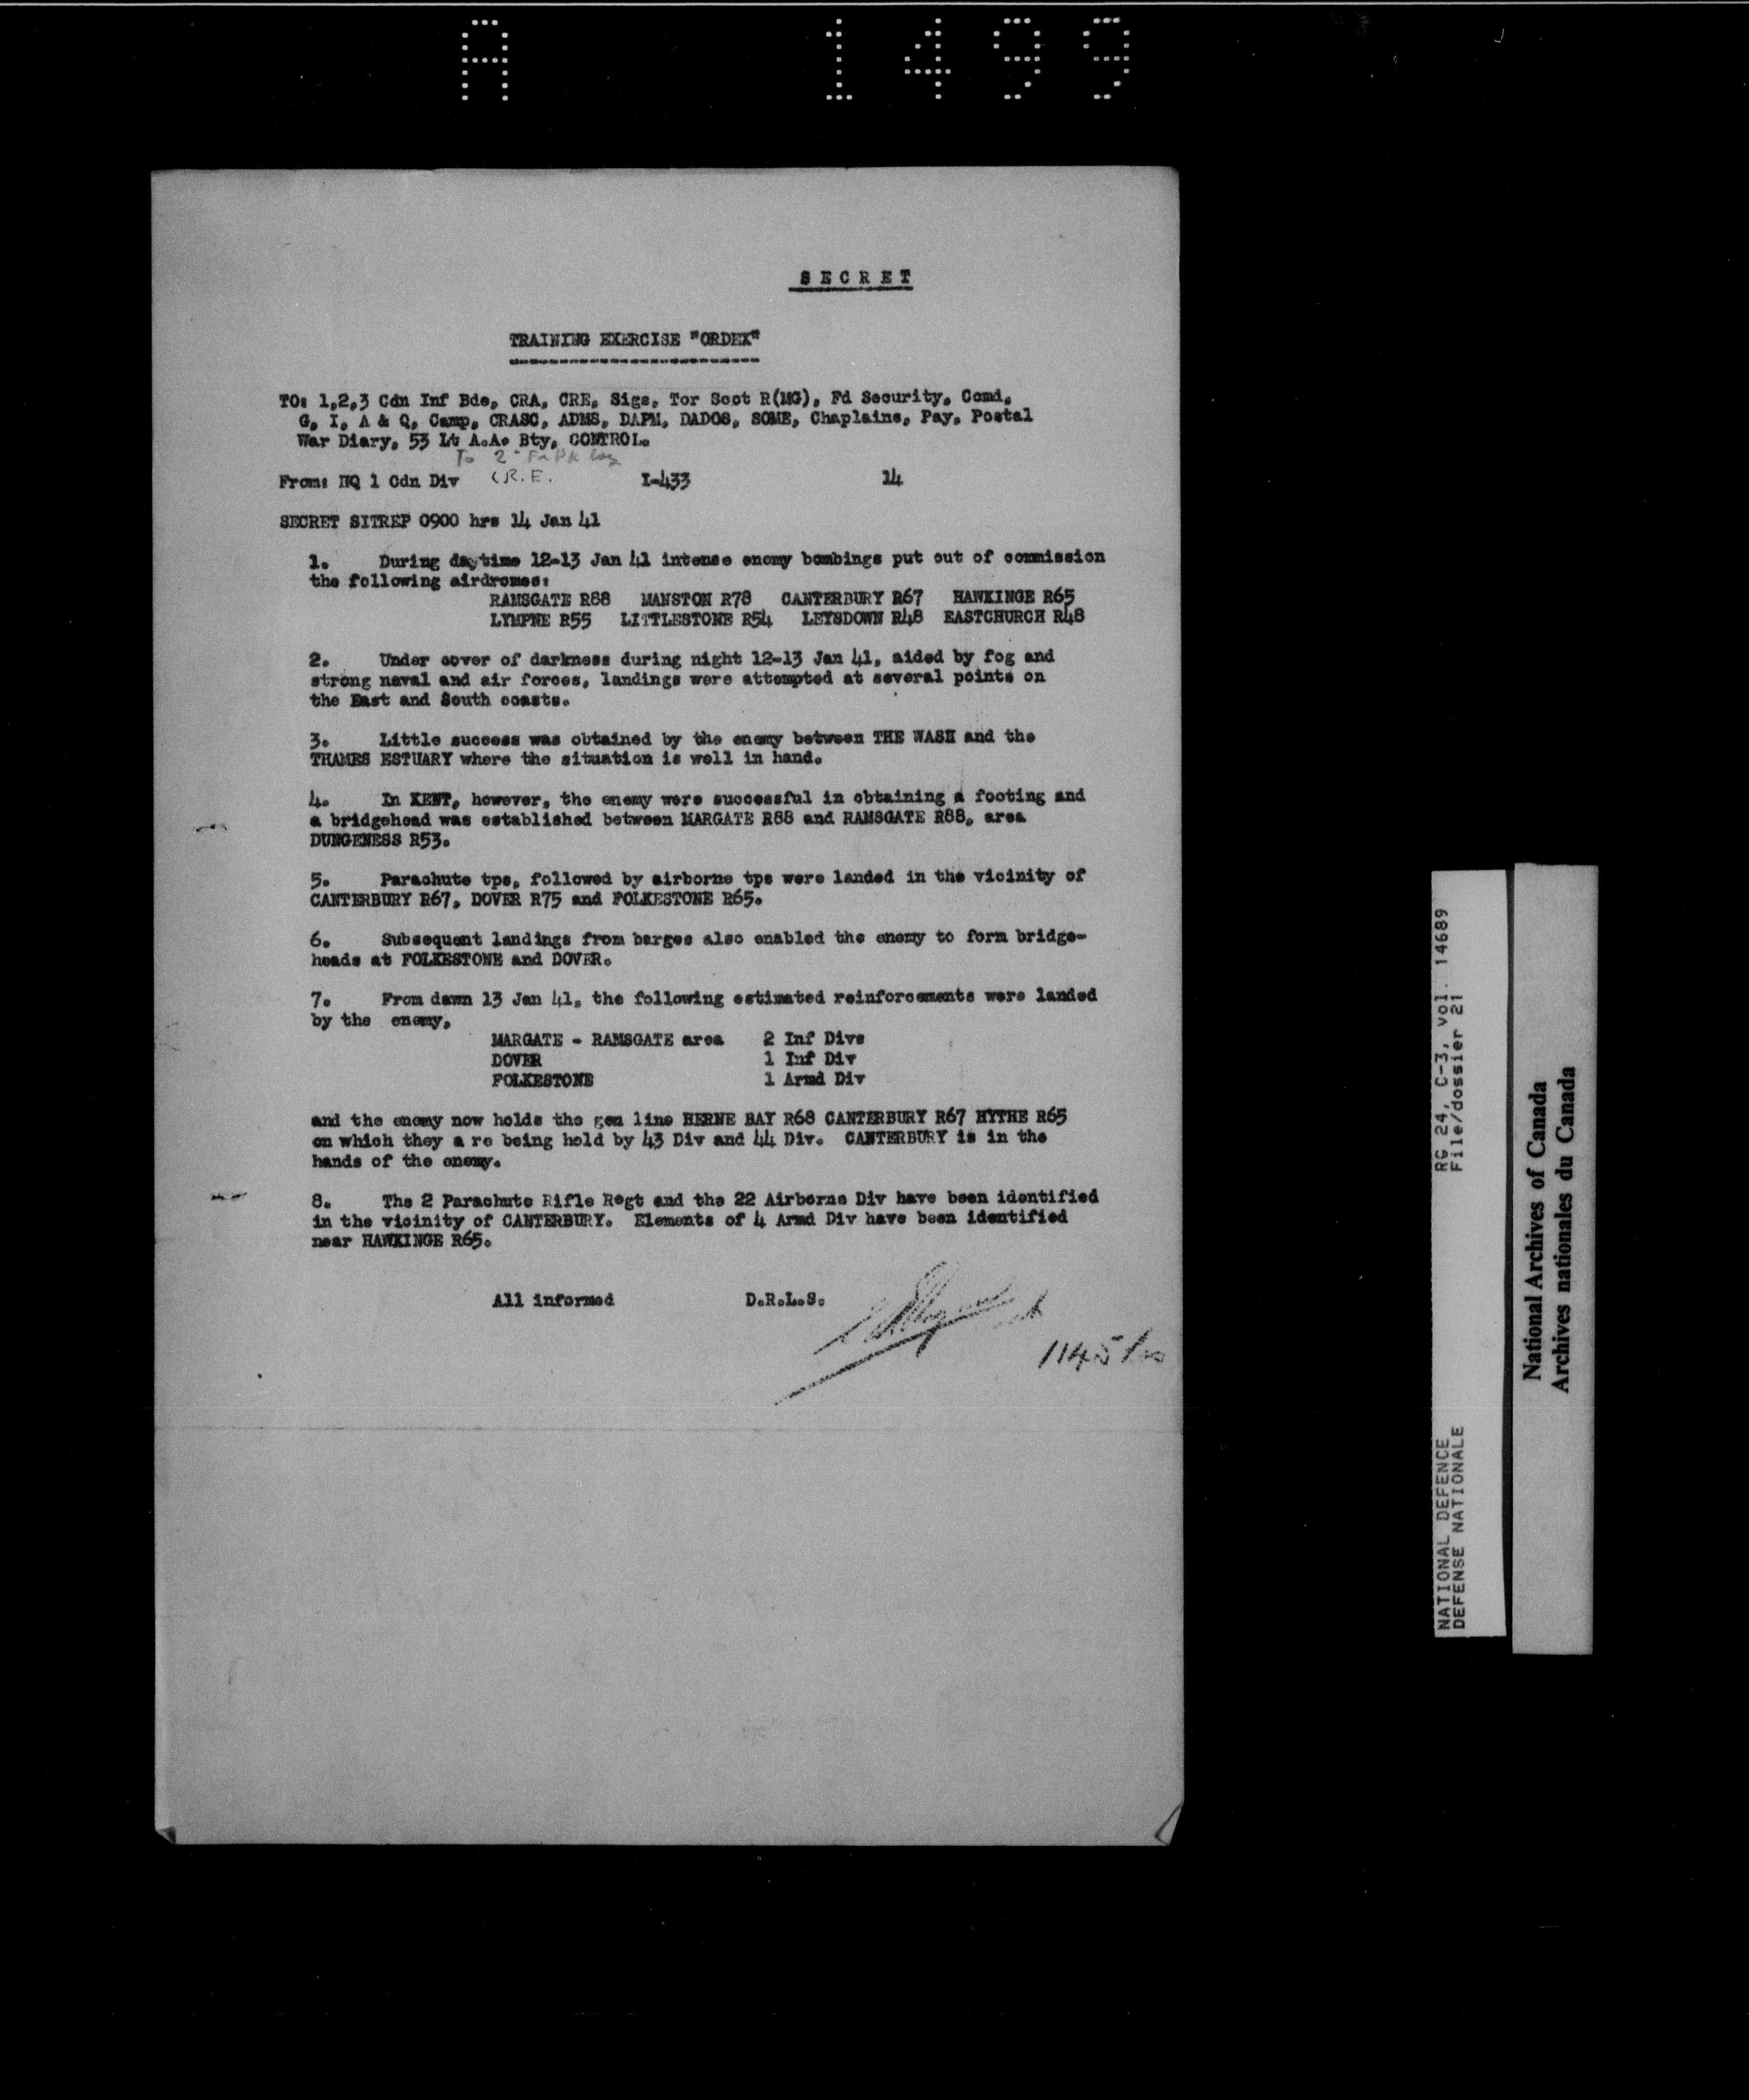 A 1499
SECRET
TRAINING EXERCISE "ORDEX"
TO: 1,2,3 Cdn Inf Bde, CRA, CRE, Sigs, Tor Scot R(MG), Fd Security, Comd,
G, I, A & Q, Camp, CRASC, ADMS, DAPM, DADOS, SOME, Chaplains, Pay, Postal
War Diary, 53 Lt A.A. Bty, CONTROL.
To 2
From: HQ 1 Cdn Div C.R.E. I-433 14
SECRET SITREP 0900 hrs 14 Jan 41
1. During daytime 12-13 Jan 41 intense enemy bombings put out of commission
the following airdromes:
RAMSGATE R88 MANSTON R78 CANTERBURY R67 HAWKINGE R65
LYMPNE R55 LITTLESTONE R54 LEYSDOWN R48 EASTCHURCH R48
2. Under cover of darkness during night 12-13 Jan 41, aided by fog and
strong naval and air forces, landings were attempted at several points on
the East and South coasts.
3. Little success was obtained by the enemy between THE WASH and the
THAMES ESTUARY where the situation is well in hand.
4. In KENT, however, the enemy were successful in obtaining a footing and
a bridgehead was established between MARGATE R88 and RAMSGATE R88, area
DUNGENESS R53.
5. Parachute tps, followed by airborne tps were landed in the vicinity of
CANTERBURY R67, DOVER R75 and FOLKESTONE R65.
6. Subsequent landings from barges also enabled the enemy to form bridge-
heads at FOLKESTONE and DOVER.
7. From dawn 13 Jan 41, the following estimated reinforcements were landed
by the enemy,
MARGATE - RAMSGATE area 2 Inf Divs
DOVER 1 Inf Div
FOLKESTONE 1 Armd Div
and the enemy now holds the gen line HERNE BAY R68 CANTERBURY R67 HYTHE R65
on which they a re being held by 43 Div and 44 Div. CANTERBURY is in the
hands of the enemy.
8. The 2 Parachute Rifle Regt and the 22 Airborne Div have been identified
in the vicinity of CANTERBURY. Elements of 4 Armd Div have been identified
near HAWKINGE R65.
All informed D.R.L.S.
1145 hrs
RG 24, C-3, vol. 14689
File/dossier 21
NATIONAL DEFENCE
DEFENSE NATIONALE
National Archives of Canada
Archives nationales du Canada